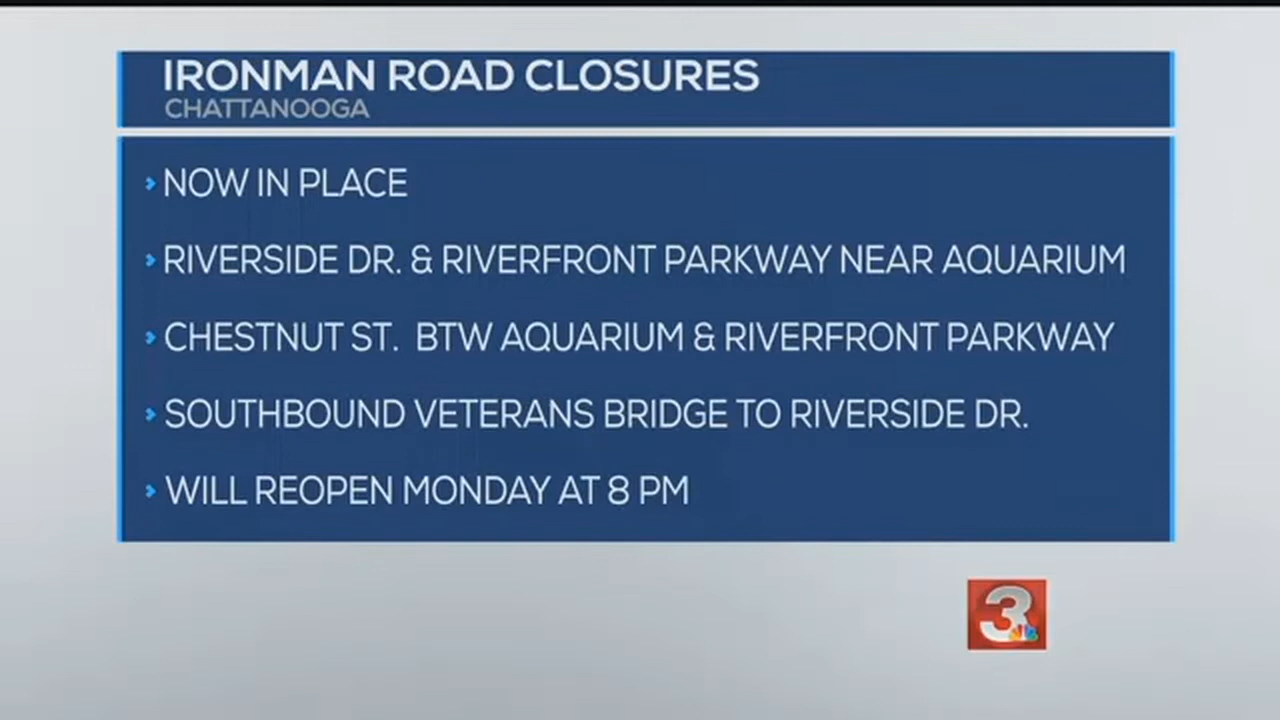 IRONMAN ROAD CLOSURES
CHATTANOOGA
NOW IN PLACE
RIVERSIDE DR. & RIVERFRONT PARKWAY NEAR AQUARIUM
CHESTNUT ST. BTW AQUARIUM & RIVERFRONT PARKWAY
SOUTHBOUND VETERANS BRIDGE TO RIVERSIDE DR.
WILL REOPEN MONDAY AT 8 PM
3